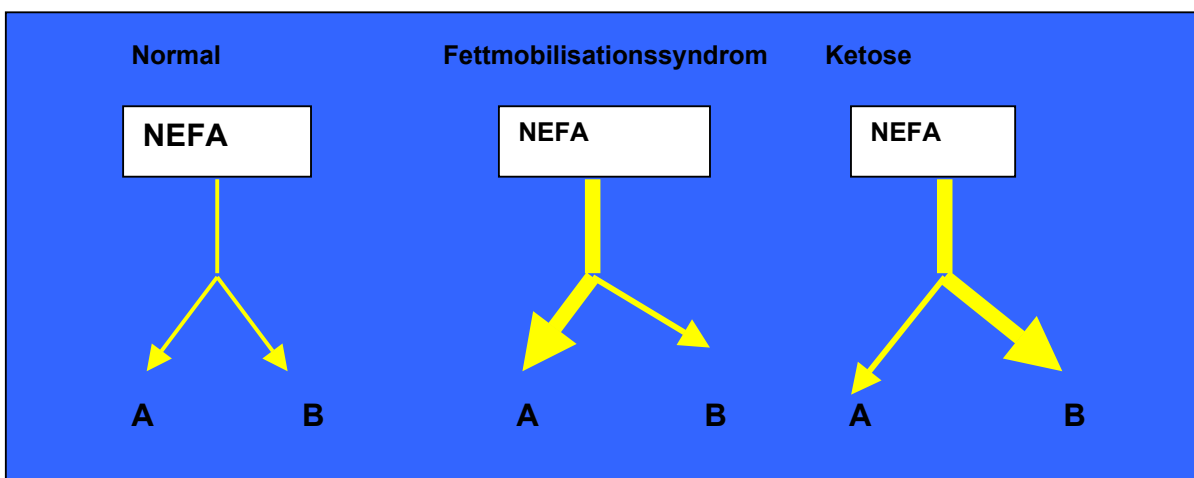 Normal Fettmobilisationssyndrom Ketose
NEFA NEFA NEFA
A B A B A B